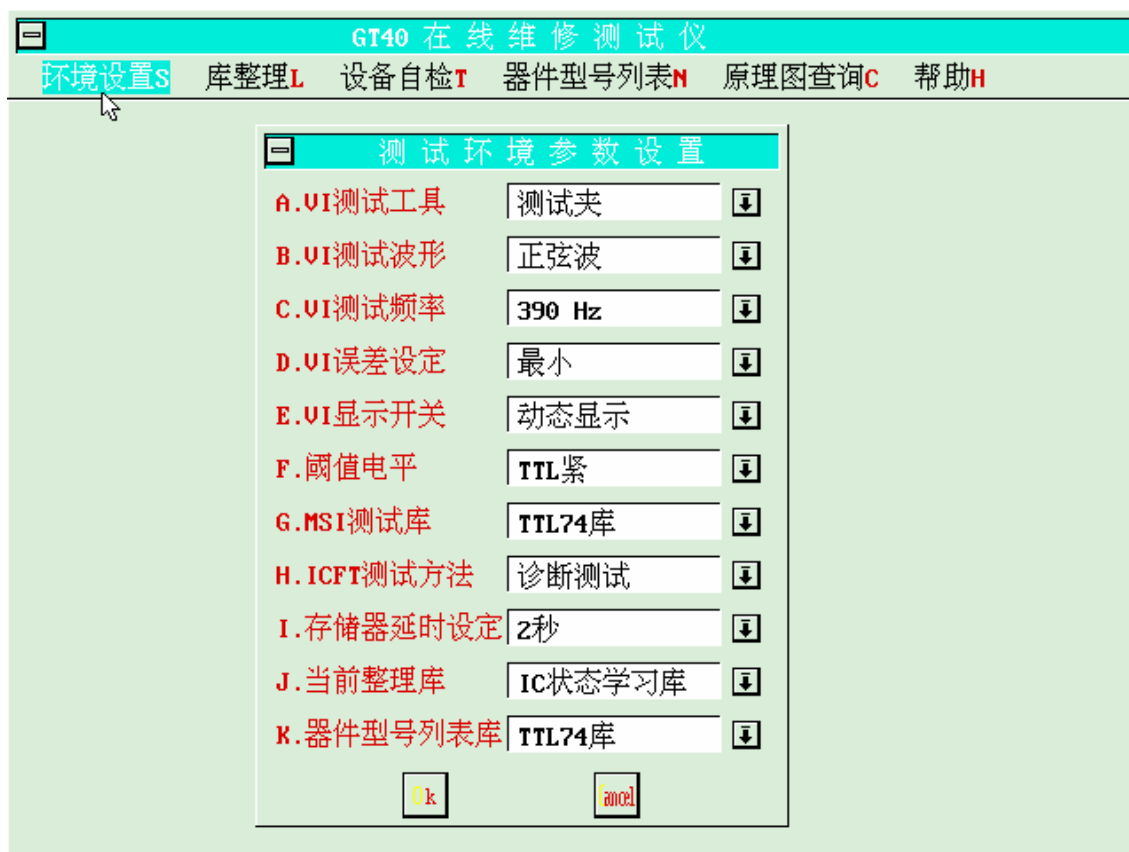 GT40 在线维修测试仪
环境设置S 库整理L 设备自检T 器件型号列表N 原理图查询C 帮助H
测试环境参数设置
A.VI测试工具 测试夹
B.VI测试波形 正弦波
C.VI测试频率 390 Hz
D.VI误差设定 最小
E.VI显示开关 动态显示
F.阈值电平 TTL紧
G.MSI测试库 TTL74库
H.ICFT测试方法 诊断测试
I.存储器延时设定 2秒
J.当前整理库 IC状态学习库
K.器件型号列表库 TTL74库
Ok Cancel